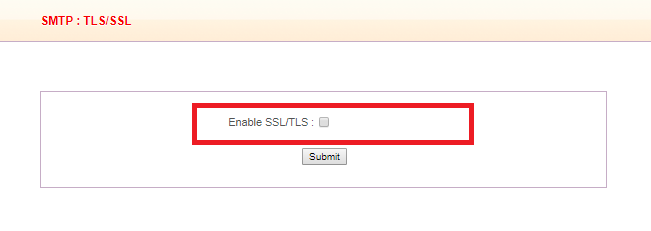 SMTP : TLS/SSL
Enable SSL/TLS :
Submit